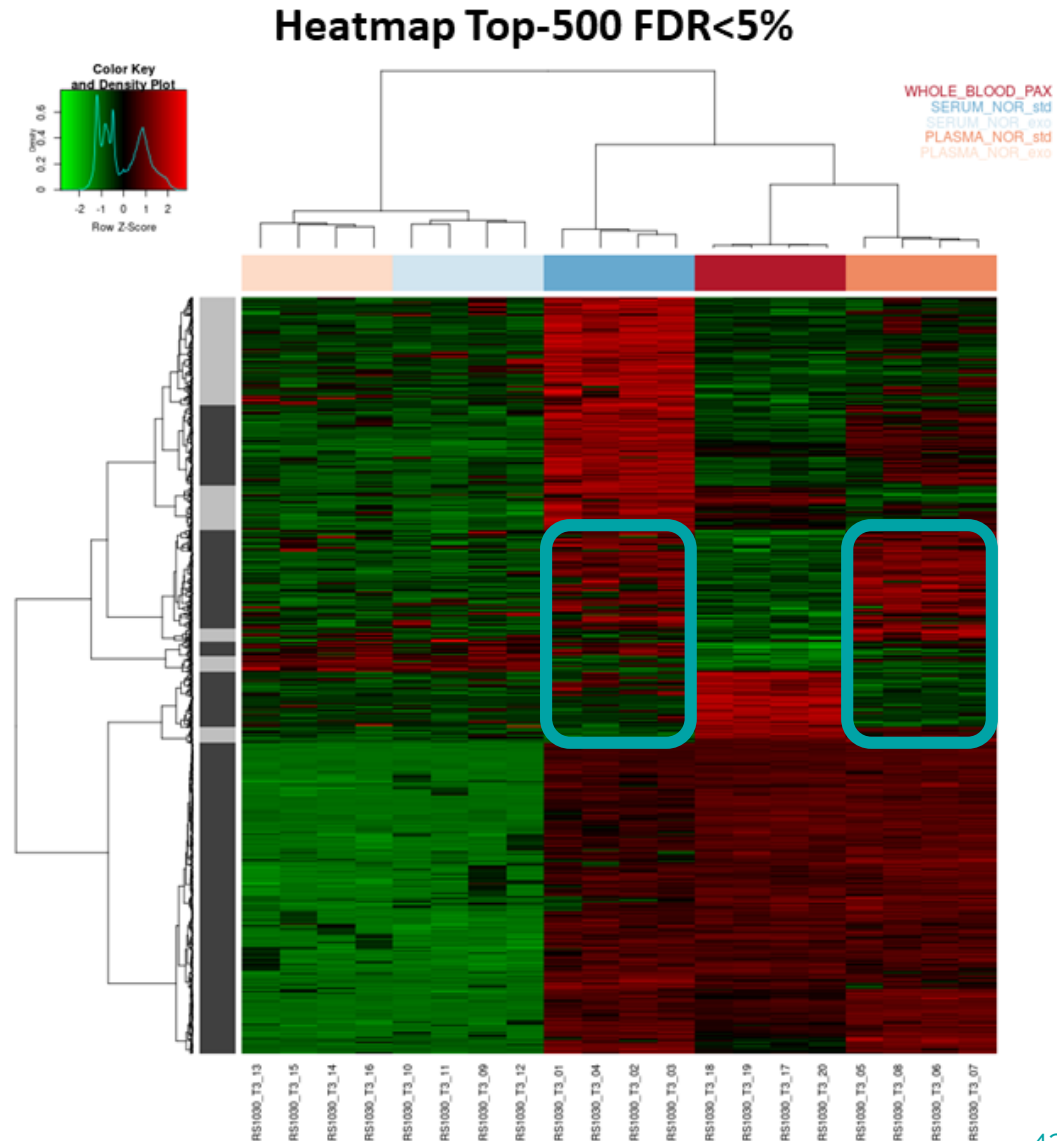 Heatmap Top-500 FDR<5%
Color Key
and Density Plot
Density
0 0.2 0.4 0.6
-2 -1 0 1 2
Row Z-Score
WHOLE_BLOOD_PAX
SERUM_NOR_std
SERUM_NOR_exo
PLASMA_NOR_std
PLASMA_NOR_exo
RS1030_T3_13
RS1030_T3_15
RS1030_T3_14
RS1030_T3_16
RS1030_T3_10
RS1030_T3_11
RS1030_T3_09
RS1030_T3_12
RS1030_T3_01
RS1030_T3_04
RS1030_T3_02
RS1030_T3_03
RS1030_T3_18
RS1030_T3_19
RS1030_T3_17
RS1030_T3_20
RS1030_T3_05
RS1030_T3_08
RS1030_T3_06
RS1030_T3_07